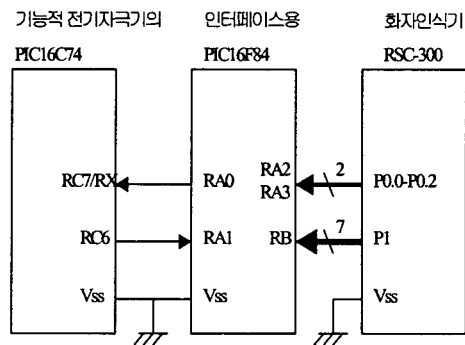 기능적 전기자극기의 인터페이스용 화자인식기
PIC16C74 PIC16F84 RSC-300
RC7/RX RA0 RA2 2 P0.0-P0.2
RA3
RC6 RA1 RB 7 P1
Vss Vss Vss